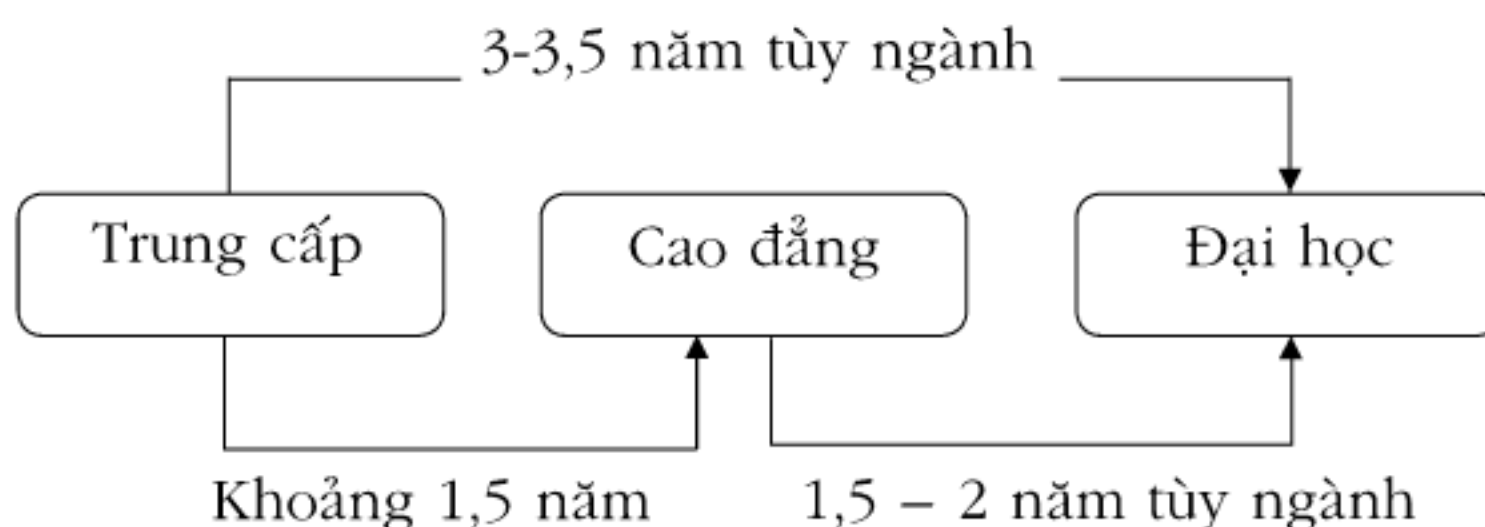 3-3,5 năm tùy ngành
Trung cấp
Cao đẳng
Đại học
Khoảng 1,5 năm
1,5 – 2 năm tùy ngành